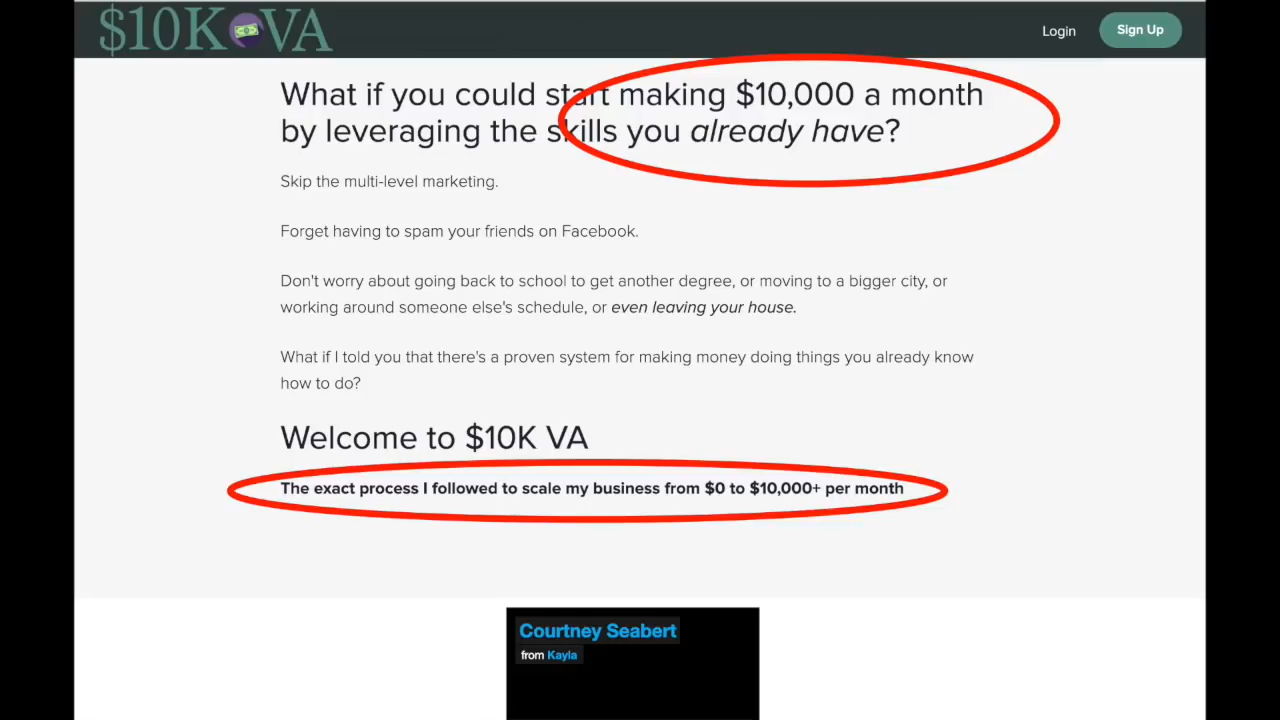 $10K VA
Login
Sign Up
What if you could start making $10,000 a month
by leveraging the skills you already have?
Skip the multi-level marketing.
Forget having to spam your friends on Facebook.
Don't worry about going back to school to get another degree, or moving to a bigger city, or
working around someone else's schedule, or even leaving your house.
What if I told you that there's a proven system for making money doing things you already know
how to do?
Welcome to $10K VA
The exact process I followed to scale my business from $0 to $10,000+ per month
Courtney Seabert
from Kayla